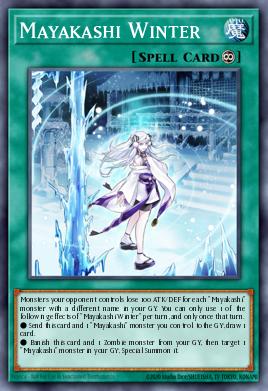 Mayakashi Winter
魔
[Spell Card]
Monsters your opponent controls lose 100 ATK/DEF for each "Mayakashi"
monster with a different name in your GY. You can only use 1 of the
following effects of "Mayakashi Winter" per turn, and only once that turn.
● Send this card and 1 "Mayakashi" monster you control to the GY; draw 1
card.
● Banish this card and 1 Zombie monster from your GY, then target 1
"Mayakashi" monster in your GY; Special Summon it.